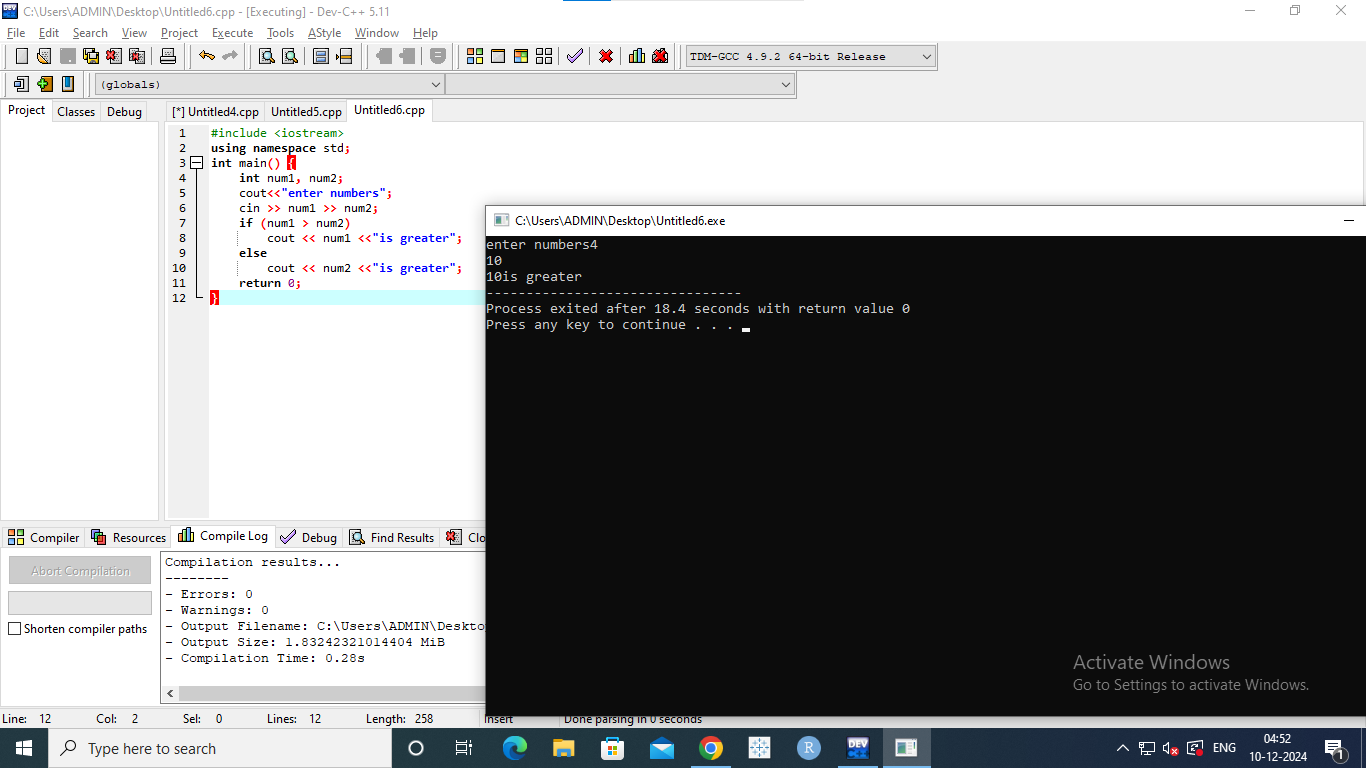 C:\Users\ADMIN\Desktop\Untitled6.cpp - [Executing] - Dev-C++ 5.11
File Edit Search View Project Execute Tools AStyle Window Help
TDM-GCC 4.9.2 64-bit Release
(globals)
Project Classes Debug [*] Untitled4.cpp Untitled5.cpp Untitled6.cpp
1 #include <iostream>
2 using namespace std;
3 int main() {
4 int num1, num2;
5 cout<<"enter numbers";
6 cin >> num1 >> num2;
7 if (num1 > num2)
8 cout << num1 <<"is greater";
9 else
10 cout << num2 <<"is greater";
11 return 0;
12 }
C:\Users\ADMIN\Desktop\Untitled6.exe
enter numbers4
10
10is greater
--------------------------------
Process exited after 18.4 seconds with return value 0
Press any key to continue . . .
Compiler Resources Compile Log Debug Find Results Clo
Abort Compilation
Shorten compiler paths
Compilation results...
--------
- Errors: 0
- Warnings: 0
- Output Filename: C:\Users\ADMIN\Deskto
- Output Size: 1.83242321014404 MiB
- Compilation Time: 0.28s
Activate Windows
Go to Settings to activate Windows.
Line: 12 Col: 2 Sel: 0 Lines: 12 Length: 258 Insert Done parsing in 0 seconds
Type here to search
DEV
R
ENG
04:52
10-12-2024
1